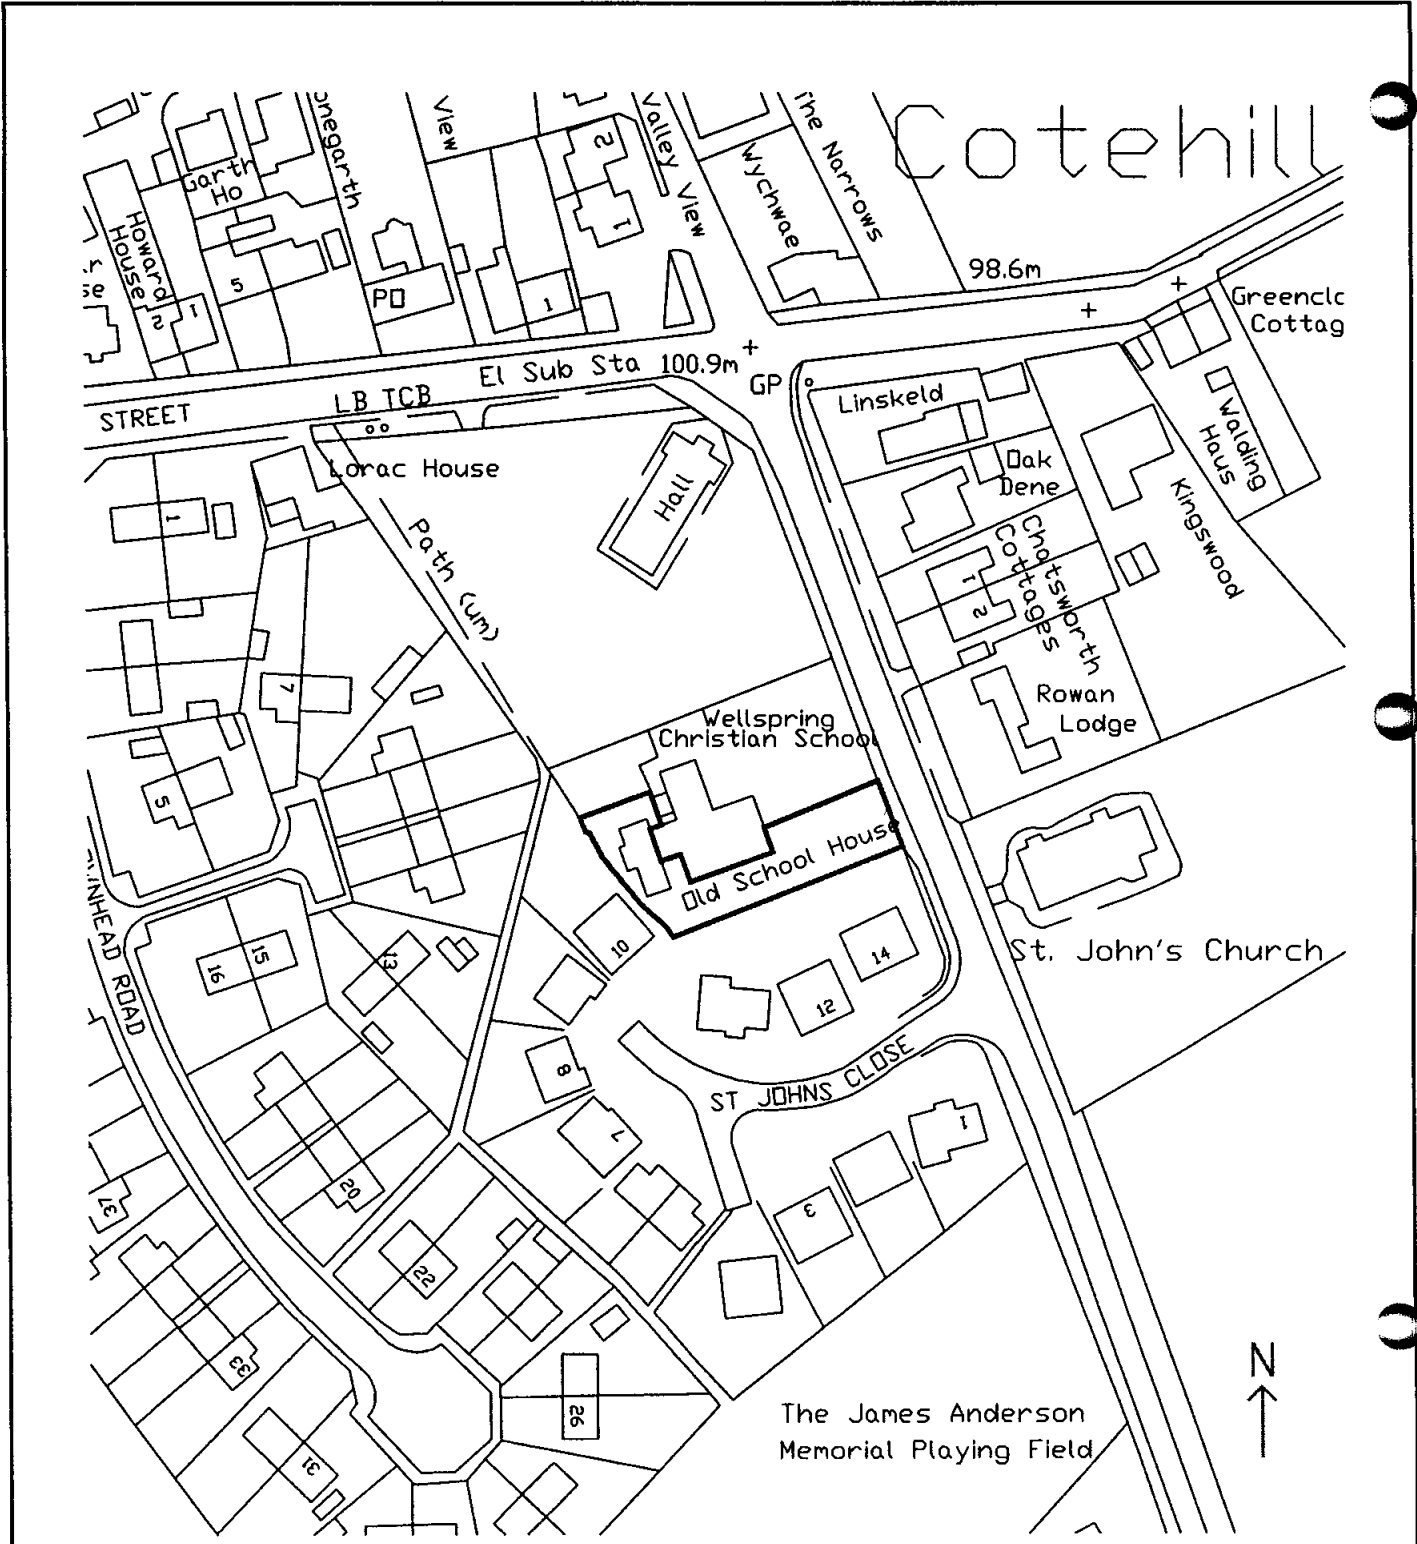 Cotehill
View
Valley View
The Narrows
Wychwae
Garth
Ho
Howard
House
2
1
5
PO
1
2
1
98.6m
Greenclo
Cottag
El Sub Sta
100.9m
GP
STREET
LB TCB
Linskeld
Lorac House
Walding
Haus
Hall
Oak
Dene
Kingswood
1
Path (um)
Chatsworth
Cottages
1
2
7
Rowan
Lodge
Wellspring
Christian School
5
Old School House
10
14
St. John's Church
15
16
13
12
8
ST JOHNS CLOSE
7
1
20
37
3
22
33
26
31
N
The James Anderson
Memorial Playing Field